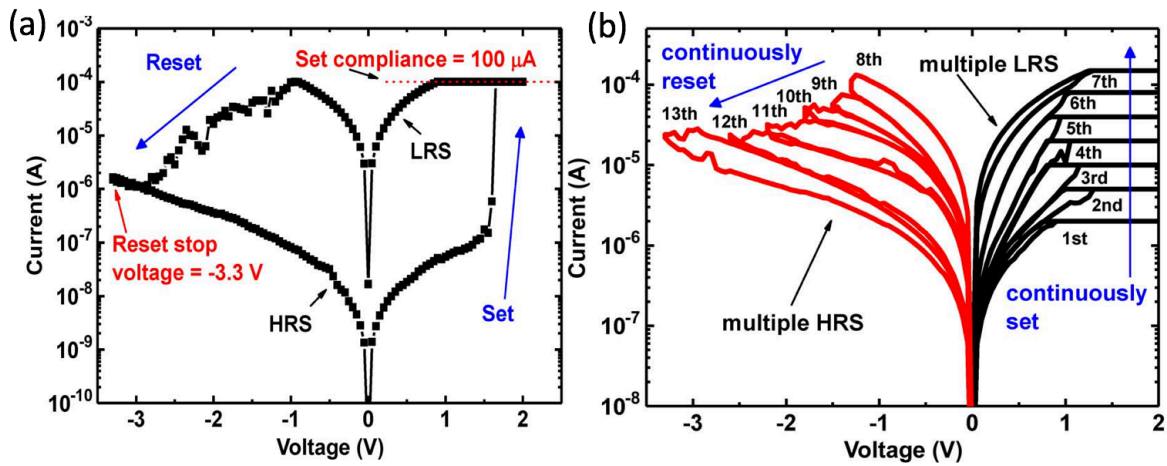 (a)
10⁻³
10⁻⁴
10⁻⁵
10⁻⁶
10⁻⁷
10⁻⁸
10⁻⁹
10⁻¹⁰
Current (A)
Reset
Set compliance = 100 μA
LRS
Reset stop
voltage = -3.3 V
HRS
Set
-3 -2 -1 0 1 2
Voltage (V)
(b)
10⁻⁴
10⁻⁵
10⁻⁶
10⁻⁷
10⁻⁸
Current (A)
continuously
reset
8th
9th
10th
11th
12th
13th
multiple LRS
7th
6th
5th
4th
3rd
2nd
1st
multiple HRS
continuously
set
-3 -2 -1 0 1 2
Voltage (V)